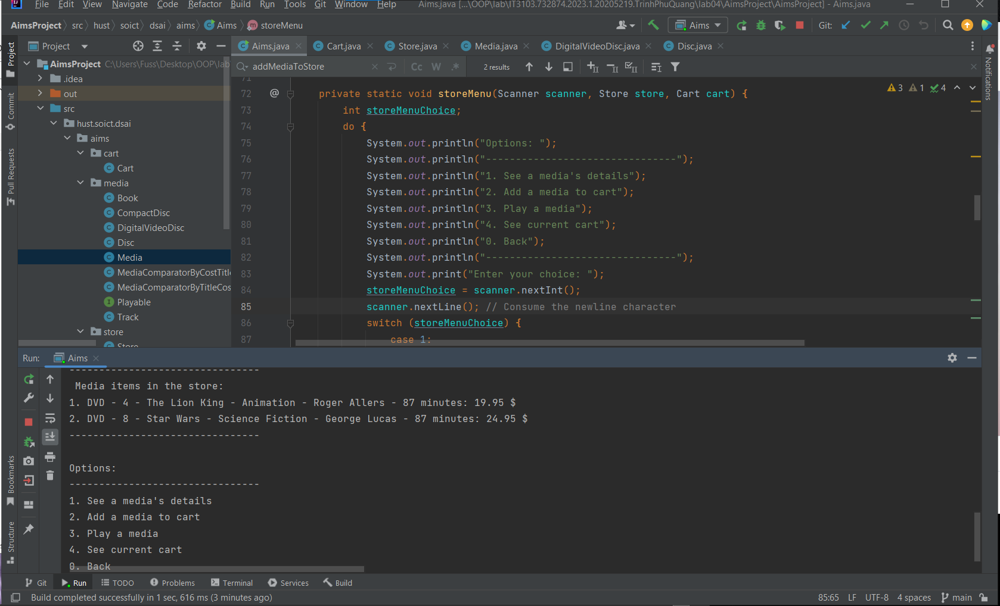 File Edit View Navigate Code Refactor Build Run Tools Git Window Help Aims.java [...\OOP\lab\IT3103.732874.2023.1.20205219.TrinhPhuQuang\lab04\AimsProject\AimsProject] - Aims.java
AimsProject src hust soict dsai aims Aims storeMenu Aims Git:
Project
Aims.java Cart.java Store.java Media.java DigitalVideoDisc.java Disc.java
addMediaToStore Cc W .* 2 results
AimsProject C:\Users\Fuss\Desktop\OOP\lab
.idea
out
src
hust.soict.dsai
aims
cart
Cart
media
Book
CompactDisc
DigitalVideoDisc
Disc
Media
MediaComparatorByCostTitl
MediaComparatorByTitleCos
Playable
Track
store
Store
Project
Commit
Pull Requests
Bookmarks
Structure
Notifications
3 1 4
71
72 @ private static void storeMenu(Scanner scanner, Store store, Cart cart) {
73 int storeMenuChoice;
74 do {
75 System.out.println("Options: ");
76 System.out.println("--------------------------------");
77 System.out.println("1. See a media's details");
78 System.out.println("2. Add a media to cart");
79 System.out.println("3. Play a media");
80 System.out.println("4. See current cart");
81 System.out.println("0. Back");
82 System.out.println("--------------------------------");
83 System.out.print("Enter your choice: ");
84 storeMenuChoice = scanner.nextInt();
85 scanner.nextLine(); // Consume the newline character
86 switch (storeMenuChoice) {
87 case 1:
Run: Aims
--------------------------------
Media items in the store:
1. DVD - 4 - The Lion King - Animation - Roger Allers - 87 minutes: 19.95 $
2. DVD - 8 - Star Wars - Science Fiction - George Lucas - 87 minutes: 24.95 $
--------------------------------
Options:
--------------------------------
1. See a media's details
2. Add a media to cart
3. Play a media
4. See current cart
0. Back
Git Run TODO Problems Terminal Services Build
Build completed successfully in 1 sec, 616 ms (3 minutes ago) 85:65 LF UTF-8 4 spaces main